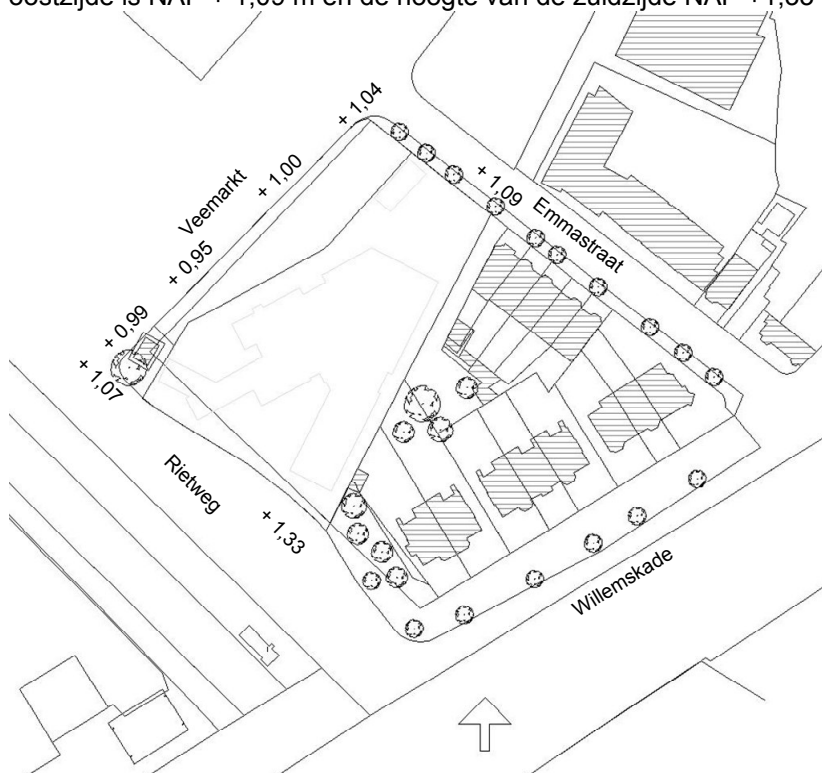 oostzijde is NAP + 1,09 m en de hoogte van de zuidzijde NAP +1,33
+ 1,04
Veemarkt
+ 1,00
+ 1,09
Emmastraat
+ 0,95
+ 0,99
+ 1,07
Rietweg
+ 1,33
Willemskade